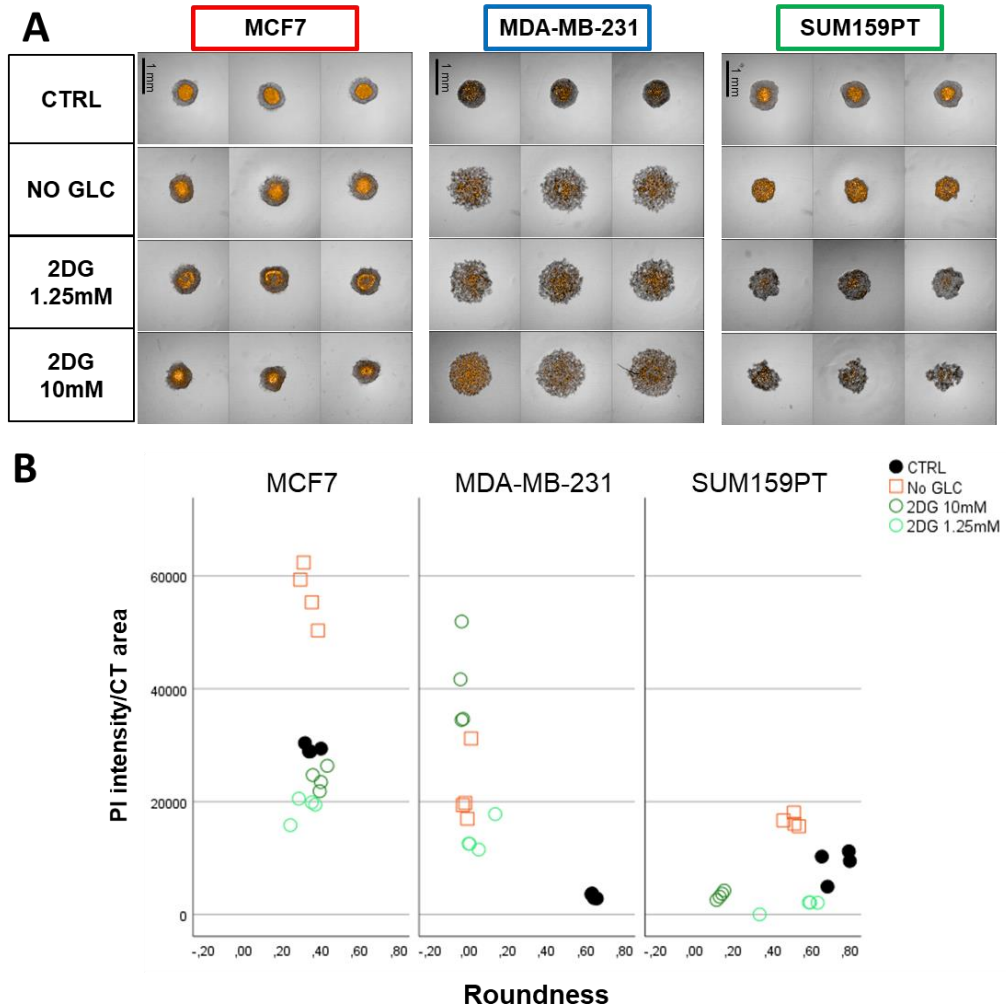 A
MCF7
MDA-MB-231
SUM159PT
CTRL
1 mm
1 mm
1 mm
NO GLC
2DG
1.25mM
2DG
10mM
B
MCF7
MDA-MB-231
SUM159PT
CTRL
No GLC
2DG 10mM
2DG 1.25mM
PI intensity/CT area
60000
40000
20000
0
-,20 ,00 ,20 ,40 ,60 ,80
-,20 ,00 ,20 ,40 ,60 ,80
-,20 ,00 ,20 ,40 ,60 ,80
Roundness